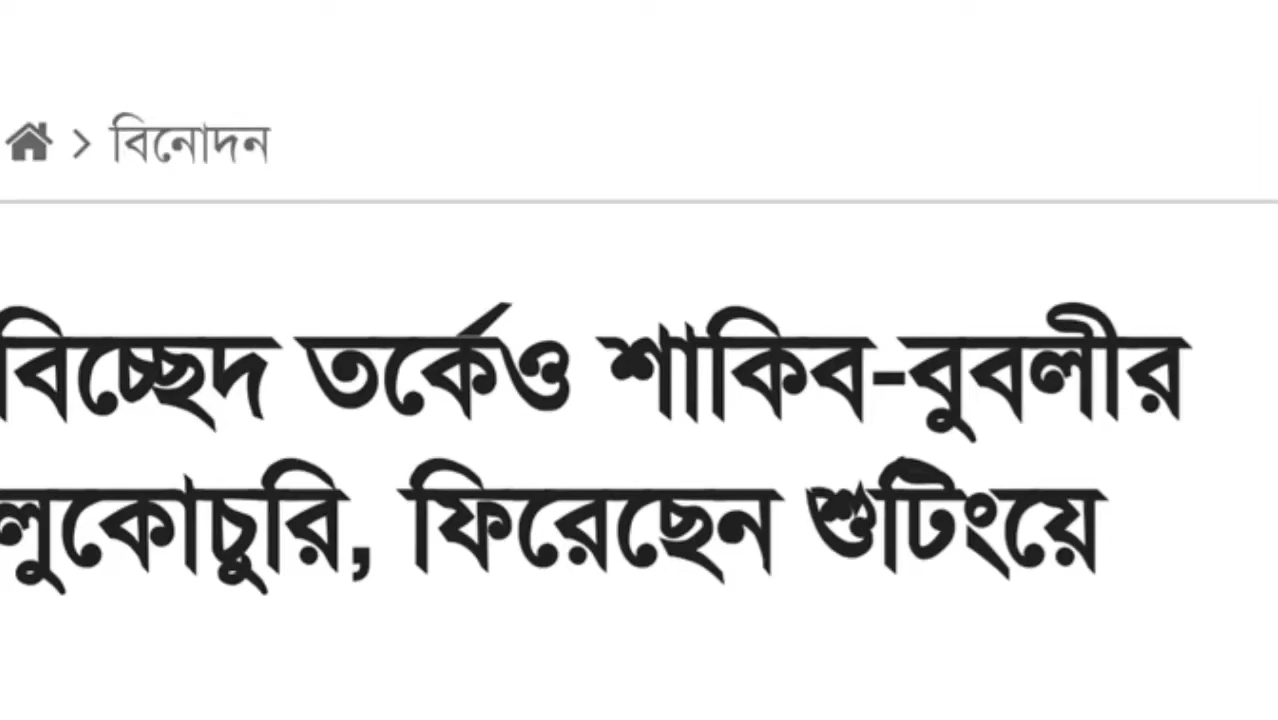 বিনোদন
বিচ্ছেদ তর্কেও শাকিব-বুবলীর
লুকোচুরি, ফিরেছেন শুটিংয়ে